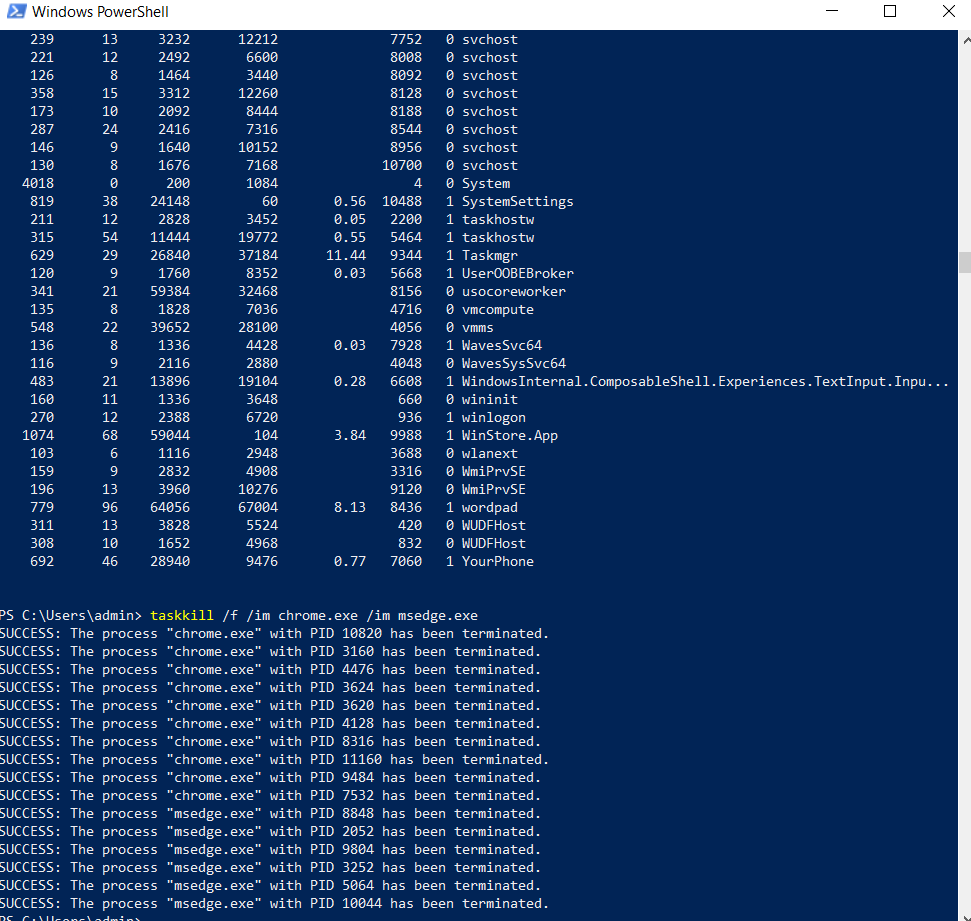 Windows PowerShell
239 13 3232 12212 7752 0 svchost
221 12 2492 6600 8008 0 svchost
126 8 1464 3440 8092 0 svchost
358 15 3312 12260 8128 0 svchost
173 10 2092 8444 8188 0 svchost
287 24 2416 7316 8544 0 svchost
146 9 1640 10152 8956 0 svchost
130 8 1676 7168 10700 0 svchost
4018 0 200 1084 4 0 System
819 38 24148 60 0.56 10488 1 SystemSettings
211 12 2828 3452 0.05 2200 1 taskhostw
315 54 11444 19772 0.55 5464 1 taskhostw
629 29 26840 37184 11.44 9344 1 Taskmgr
120 9 1760 8352 0.03 5668 1 UserOOBEBroker
341 21 59384 32468 8156 0 usocoreworker
135 8 1828 7036 4716 0 vmcompute
548 22 39652 28100 4056 0 vmms
136 8 1336 4428 0.03 7928 1 WavesSvc64
116 9 2116 2880 4048 0 WavesSysSvc64
483 21 13896 19104 0.28 6608 1 WindowsInternal.ComposableShell.Experiences.TextInput.Inpu...
160 11 1336 3648 660 0 wininit
270 12 2388 6720 936 1 winlogon
1074 68 59044 104 3.84 9988 1 WinStore.App
103 6 1116 2948 3688 0 wlanext
159 9 2832 4908 3316 0 WmiPrvSE
196 13 3960 10276 9120 0 WmiPrvSE
779 96 64056 67004 8.13 8436 1 wordpad
311 13 3828 5524 420 0 WUDFHost
308 10 1652 4968 832 0 WUDFHost
692 46 28940 9476 0.77 7060 1 YourPhone
PS C:\Users\admin> taskkill /f /im chrome.exe /im msedge.exe
SUCCESS: The process "chrome.exe" with PID 10820 has been terminated.
SUCCESS: The process "chrome.exe" with PID 3160 has been terminated.
SUCCESS: The process "chrome.exe" with PID 4476 has been terminated.
SUCCESS: The process "chrome.exe" with PID 3624 has been terminated.
SUCCESS: The process "chrome.exe" with PID 3620 has been terminated.
SUCCESS: The process "chrome.exe" with PID 4128 has been terminated.
SUCCESS: The process "chrome.exe" with PID 8316 has been terminated.
SUCCESS: The process "chrome.exe" with PID 11160 has been terminated.
SUCCESS: The process "chrome.exe" with PID 9484 has been terminated.
SUCCESS: The process "chrome.exe" with PID 7532 has been terminated.
SUCCESS: The process "msedge.exe" with PID 8848 has been terminated.
SUCCESS: The process "msedge.exe" with PID 2052 has been terminated.
SUCCESS: The process "msedge.exe" with PID 9804 has been terminated.
SUCCESS: The process "msedge.exe" with PID 3252 has been terminated.
SUCCESS: The process "msedge.exe" with PID 5064 has been terminated.
SUCCESS: The process "msedge.exe" with PID 10044 has been terminated.
PS C:\Users\admin>